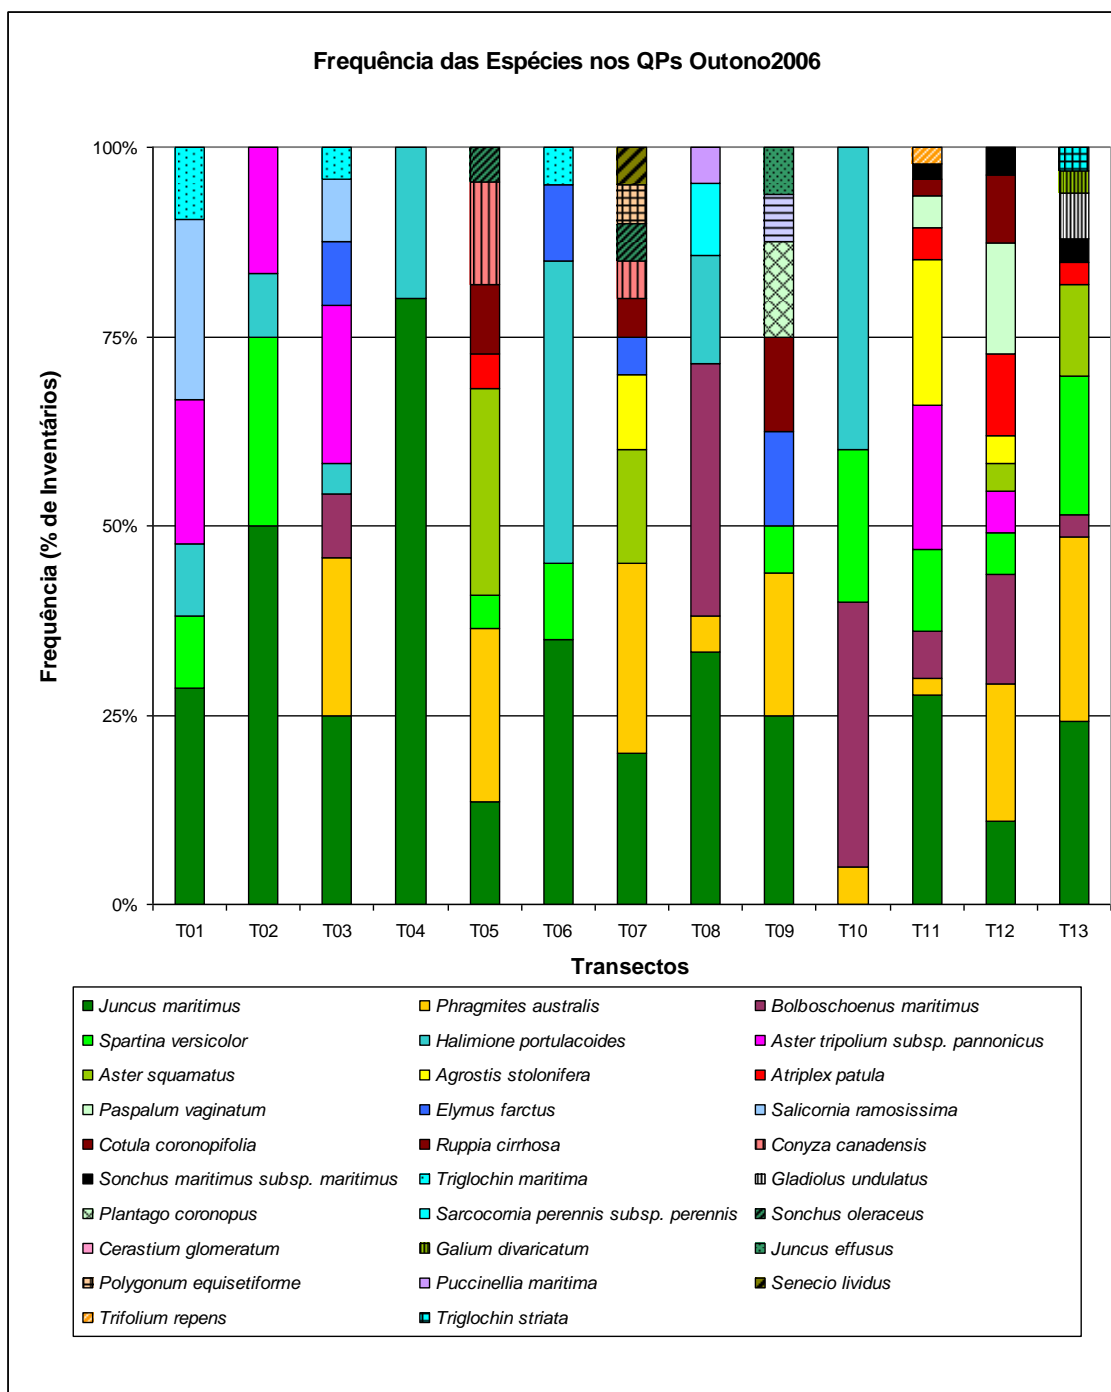 Frequência das Espécies nos QPs Outono2006
100%
75%
50%
25%
0%
Frequência (% de Inventários)
T01 T02 T03 T04 T05 T06 T07 T08 T09 T10 T11 T12 T13
Transectos
Juncus maritimus Phragmites australis Bolboschoenus maritimus
Spartina versicolor Halimione portulacoides Aster tripolium subsp. pannonicus
Aster squamatus Agrostis stolonifera Atriplex patula
Paspalum vaginatum Elymus farctus Salicornia ramosissima
Cotula coronopifolia Ruppia cirrhosa Conyza canadensis
Sonchus maritimus subsp. maritimus Triglochin maritima Gladiolus undulatus
Plantago coronopus Sarcocornia perennis subsp. perennis Sonchus oleraceus
Cerastium glomeratum Galium divaricatum Juncus effusus
Polygonum equisetiforme Puccinellia maritima Senecio lividus
Trifolium repens Triglochin striata